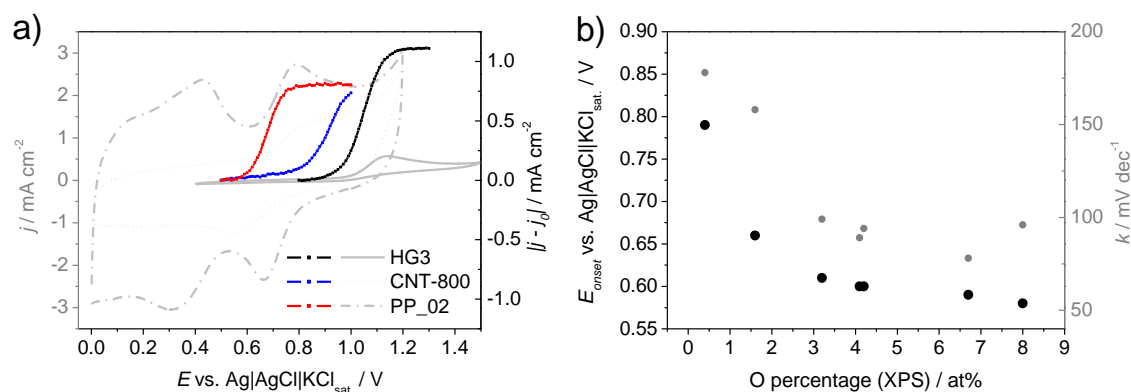 a)
j / mA cm-2
3
2
1
0
-1
-2
-3
1.0
0.5
0.0
-0.5
-1.0
|j - j0| / mA cm-2
HG3
CNT-800
PP_02
0.0 0.2 0.4 0.6 0.8 1.0 1.2 1.4
E vs. Ag|AgCl|KClsat. / V
b)
Eonset vs. Ag|AgCl|KClsat. / V
0.90
0.85
0.80
0.75
0.70
0.65
0.60
0.55
200
150
100
50
k / mV dec-1
0 1 2 3 4 5 6 7 8 9
O percentage (XPS) / at%